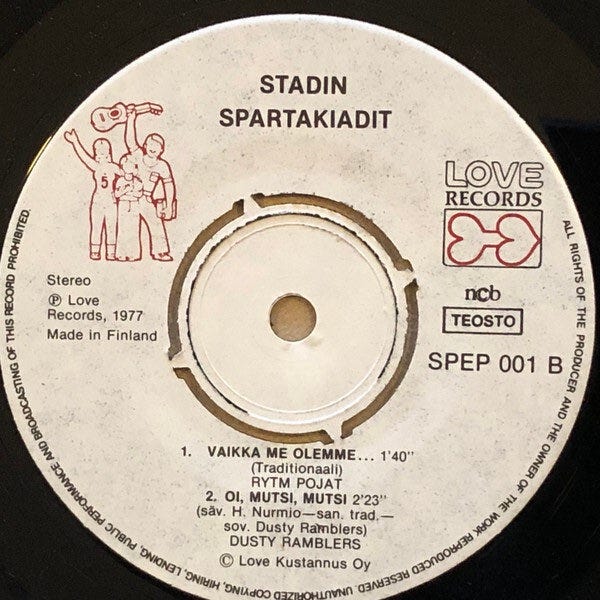 STADIN
SPARTAKIADIT
5
LOVE
RECORDS
Stereo
Ⓟ Love
Records, 1977
Made in Finland
ncb
TEOSTO
SPEP 001 B
1. VAIKKA ME OLEMME... 1'40"
(Traditionaali)
RYTM POJAT
2. OI, MUTSI, MUTSI 2'23"
(säv. H. Nurmio—san. trad.—
sov. Dusty Ramblers)
DUSTY RAMBLERS
© Love Kustannus Oy
ALL RIGHTS OF THE PRODUCER AND THE OWNER OF THE WORK REPRODUCED RESERVED. UNAUTHORIZED COPYING, HIRING, LENDING, PUBLIC PERFORMANCE AND BROADCASTING OF THIS RECORD PROHIBITED.